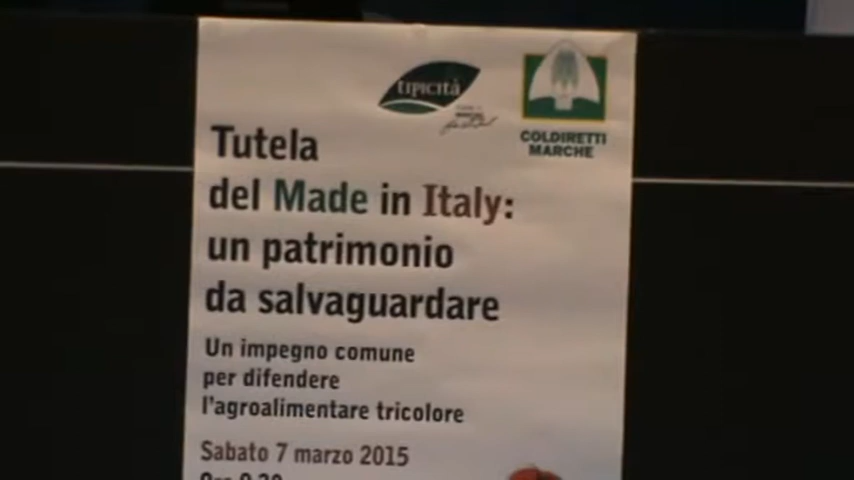 tipicità
COLDIRETTI
MARCHE
Tutela
del Made in Italy:
un patrimonio
da salvaguardare
Un impegno comune
per difendere
l'agroalimentare tricolore
Sabato 7 marzo 2015